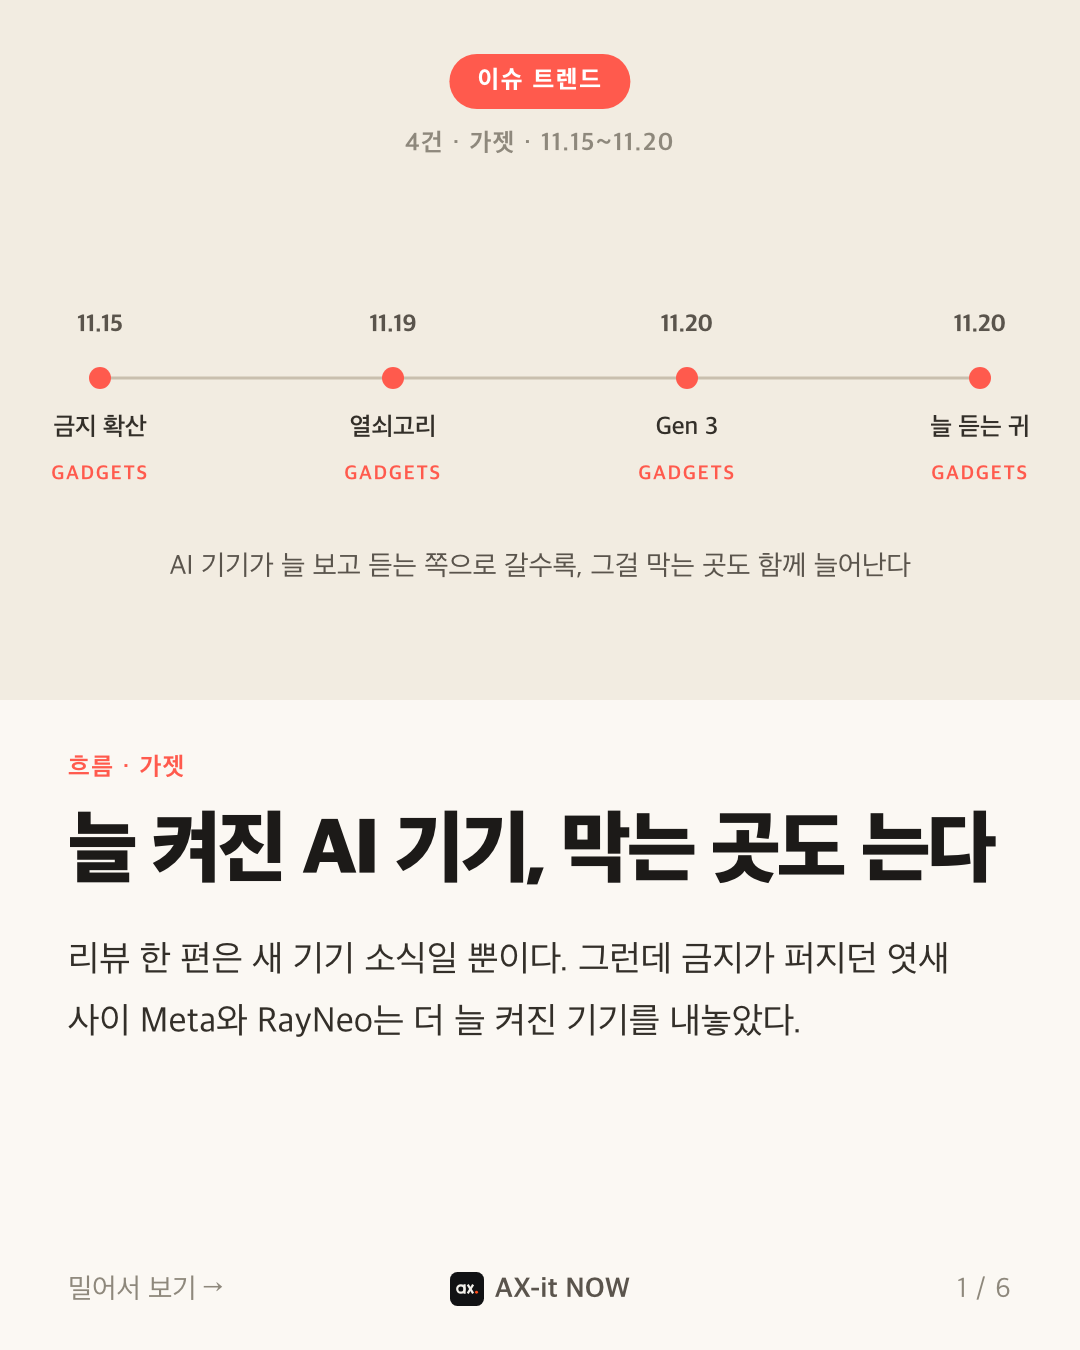 이슈 트렌드
4건 · 가젯 · 11.15~11.20
11.15 11.19 11.20 11.20
금지 확산 열쇠고리 Gen 3 늘 듣는 귀
GADGETS GADGETS GADGETS GADGETS
AI 기기가 늘 보고 듣는 쪽으로 갈수록, 그걸 막는 곳도 함께 늘어난다
흐름 · 가젯
늘 켜진 AI 기기, 막는 곳도 는다
리뷰 한 편은 새 기기 소식일 뿐이다. 그런데 금지가 퍼지던 엿새
사이 Meta와 RayNeo는 더 늘 켜진 기기를 내놓았다.
밀어서 보기 → ax. AX-it NOW 1 / 6